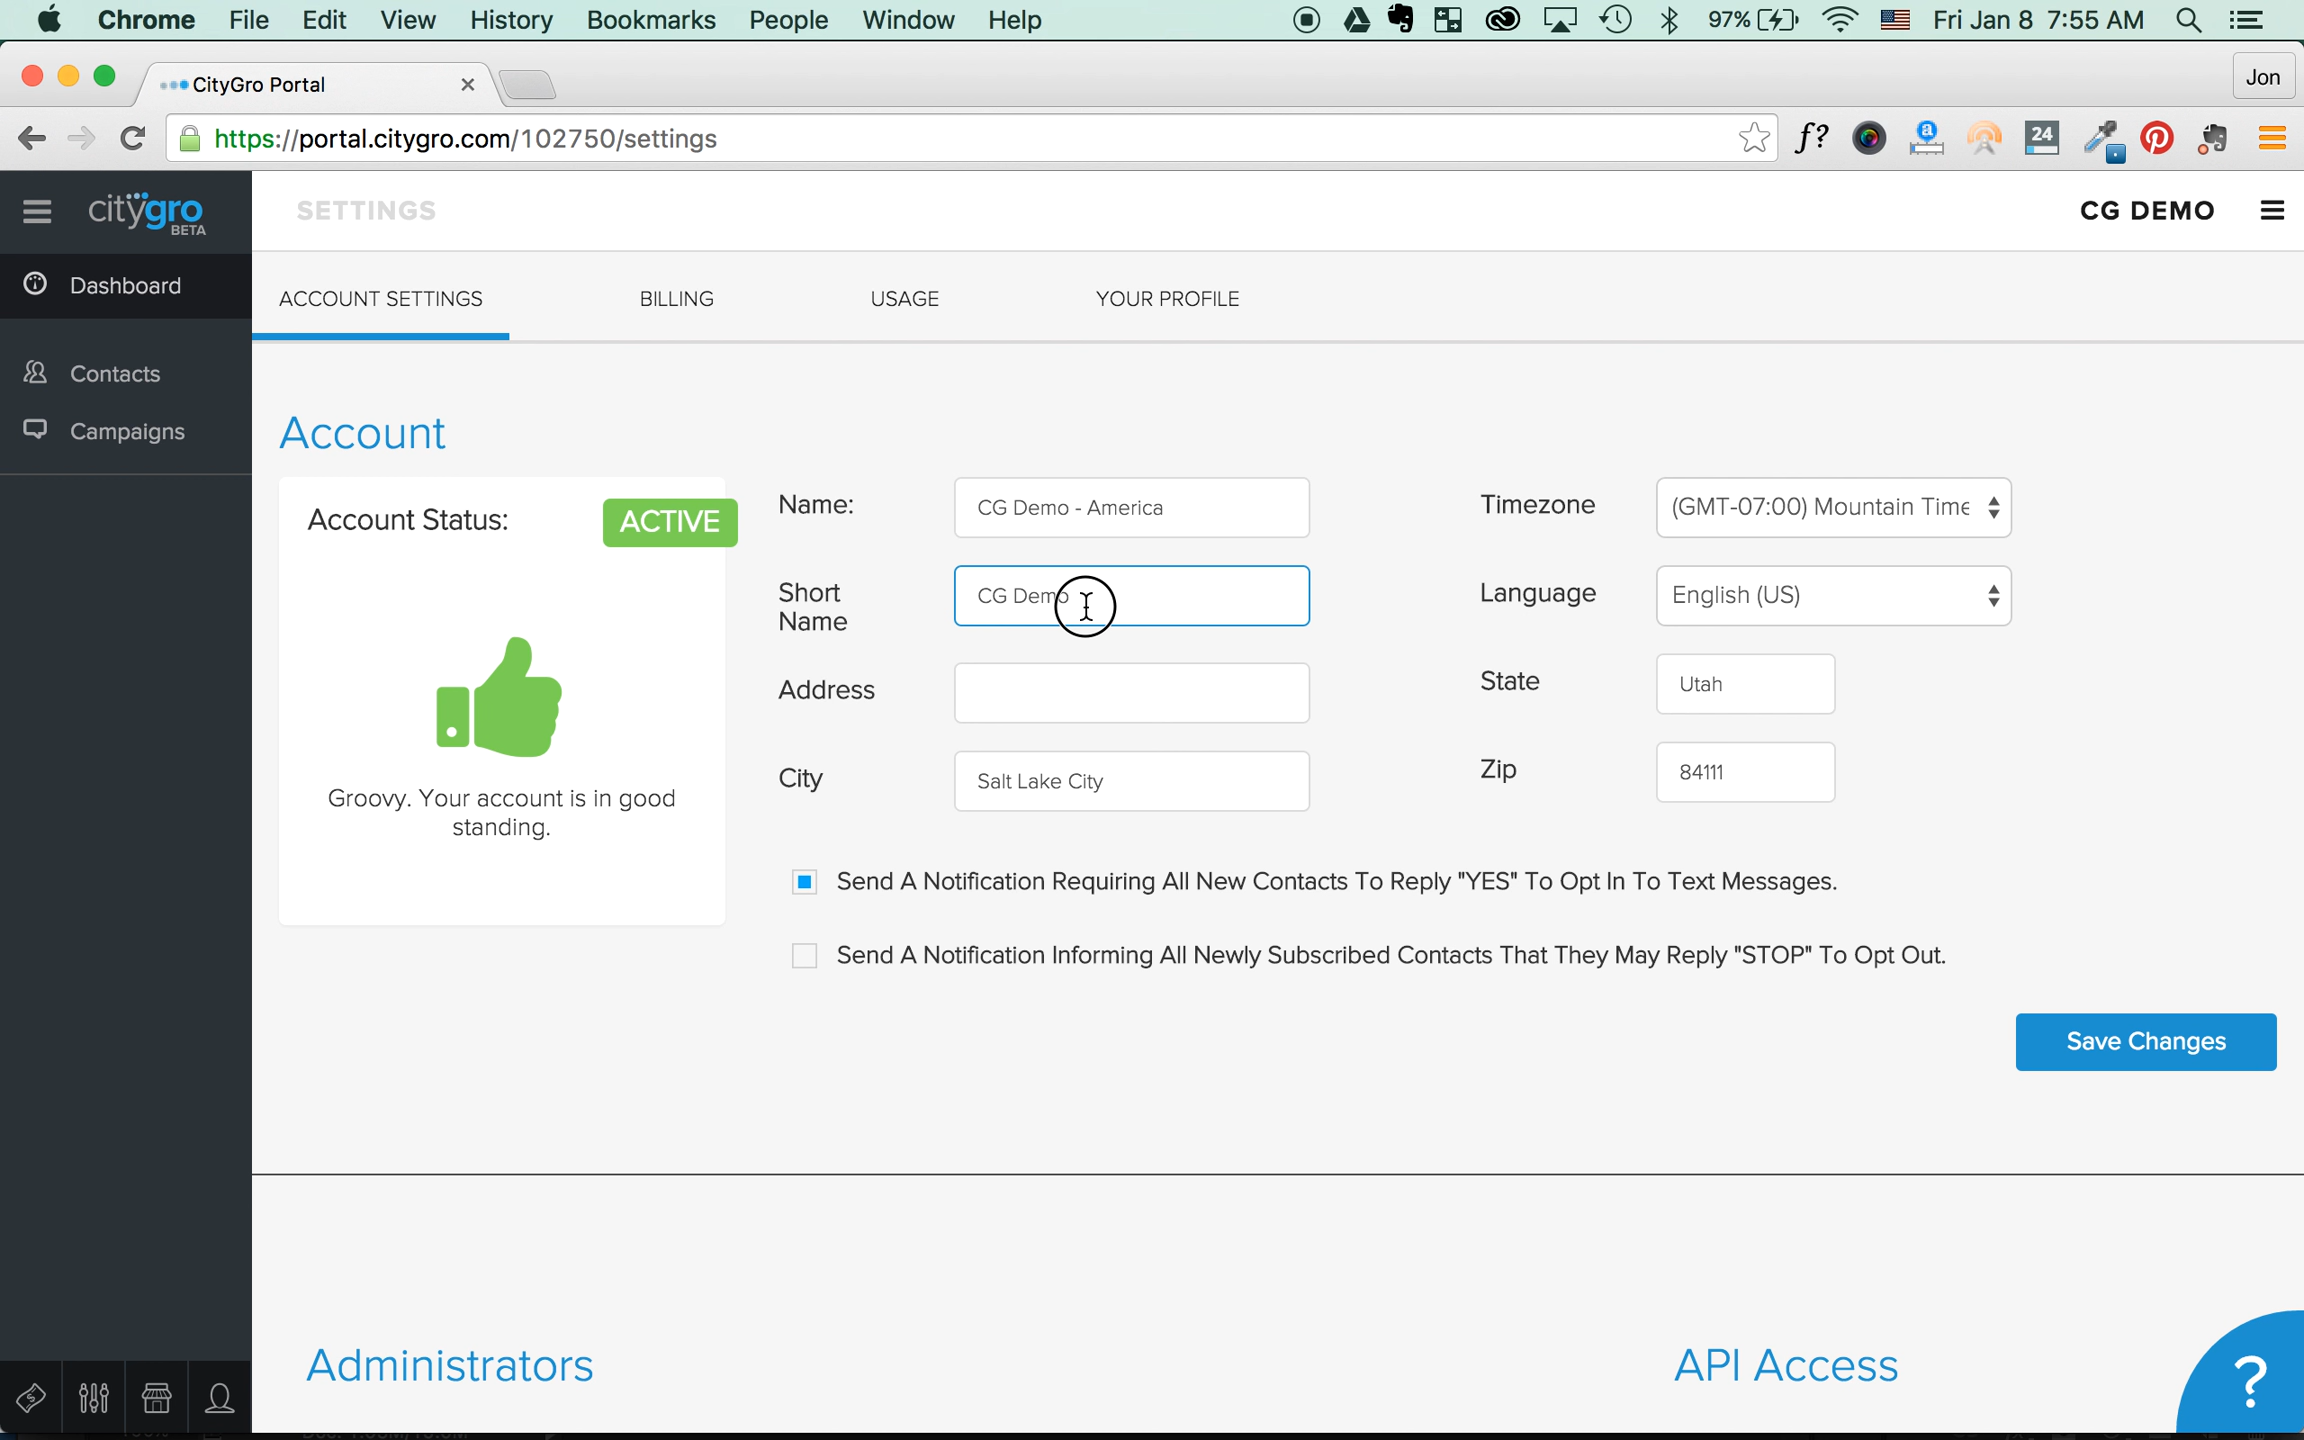 Chrome File Edit View History Bookmarks People Window Help 97% Fri Jan 8 7:55 AM
CityGro Portal Jon
https://portal.citygro.com/102750/settings f? a 24
citygro BETA SETTINGS CG DEMO
Dashboard
ACCOUNT SETTINGS BILLING USAGE YOUR PROFILE
Contacts
Campaigns
Account
Account Status: ACTIVE
Groovy. Your account is in good
standing.
Name: CG Demo - America
Short
Name
CG Demo
Address
City Salt Lake City
Timezone (GMT-07:00) Mountain Time
Language English (US)
State Utah
Zip 84111
Send A Notification Requiring All New Contacts To Reply "YES" To Opt In To Text Messages.
Send A Notification Informing All Newly Subscribed Contacts That They May Reply "STOP" To Opt Out.
Save Changes
Administrators API Access
?